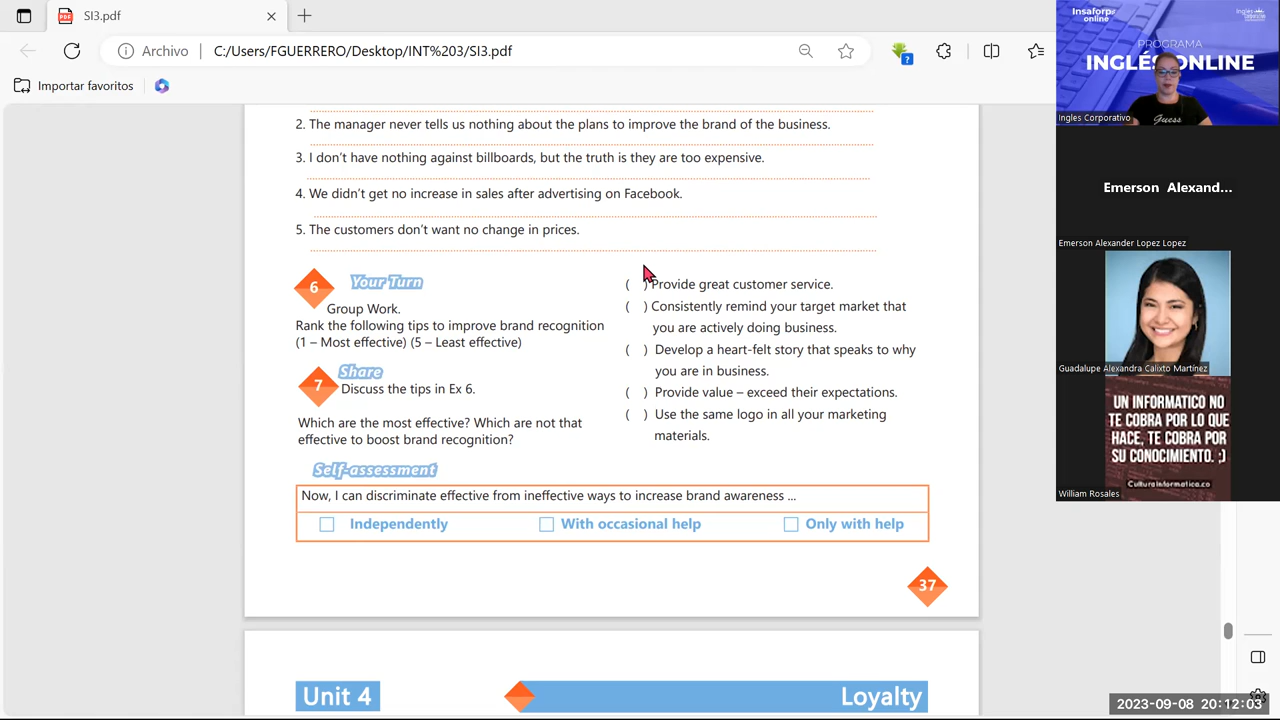 SI3.pdf
Archivo
C:/Users/FGUERRERO/Desktop/INT%203/SI3.pdf
Importar favoritos
2. The manager never tells us nothing about the plans to improve the brand of the business.
3. I don't have nothing against billboards, but the truth is they are too expensive.
4. We didn't get no increase in sales after advertising on Facebook.
5. The customers don't want no change in prices.
6 Your Turn
Group Work.
Rank the following tips to improve brand recognition
(1 – Most effective) (5 – Least effective)
7 Share
Discuss the tips in Ex 6.
Which are the most effective? Which are not that
effective to boost brand recognition?
( ) Provide great customer service.
( ) Consistently remind your target market that
you are actively doing business.
( ) Develop a heart-felt story that speaks to why
you are in business.
( ) Provide value – exceed their expectations.
( ) Use the same logo in all your marketing
materials.
Self-assessment
Now, I can discriminate effective from ineffective ways to increase brand awareness ...
Independently With occasional help Only with help
37
Unit 4 Loyalty
Insaforp
online
PROGRAMA
INGLÉS ONLINE
Guess
Ingles Corporativo
Emerson Alexand...
Emerson Alexander Lopez Lopez
Guadalupe Alexandra Calixto Martínez
UN INFORMATICO NO
TE COBRA POR LO QUE
HACE, TE COBRA POR
SU CONOCIMIENTO. ;)
CulturaInformatica.co
William Rosales
2023-09-08 20:12:03